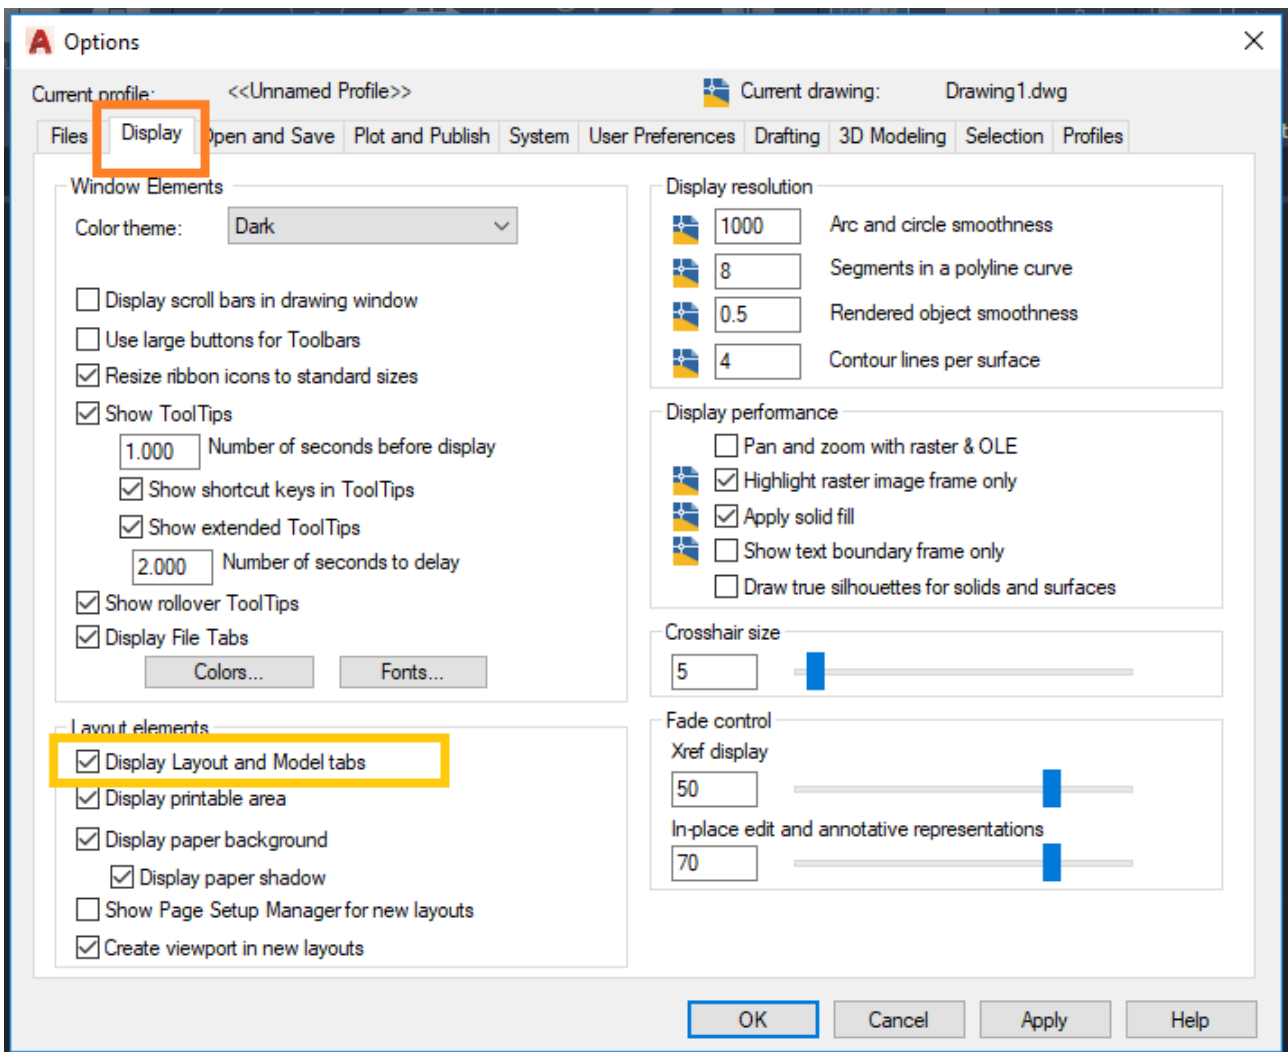 Options
Current profile: <<Unnamed Profile>> Current drawing: Drawing1.dwg
Files Display Open and Save Plot and Publish System User Preferences Drafting 3D Modeling Selection Profiles
Window Elements
Color theme: Dark
Display scroll bars in drawing window
Use large buttons for Toolbars
Resize ribbon icons to standard sizes
Show ToolTips
1.000 Number of seconds before display
Show shortcut keys in ToolTips
Show extended ToolTips
2.000 Number of seconds to delay
Show rollover ToolTips
Display File Tabs
Colors... Fonts...
Layout elements
Display Layout and Model tabs
Display printable area
Display paper background
Display paper shadow
Show Page Setup Manager for new layouts
Create viewport in new layouts
Display resolution
1000 Arc and circle smoothness
8 Segments in a polyline curve
0.5 Rendered object smoothness
4 Contour lines per surface
Display performance
Pan and zoom with raster & OLE
Highlight raster image frame only
Apply solid fill
Show text boundary frame only
Draw true silhouettes for solids and surfaces
Crosshair size
5
Fade control
Xref display
50
In-place edit and annotative representations
70
OK Cancel Apply Help